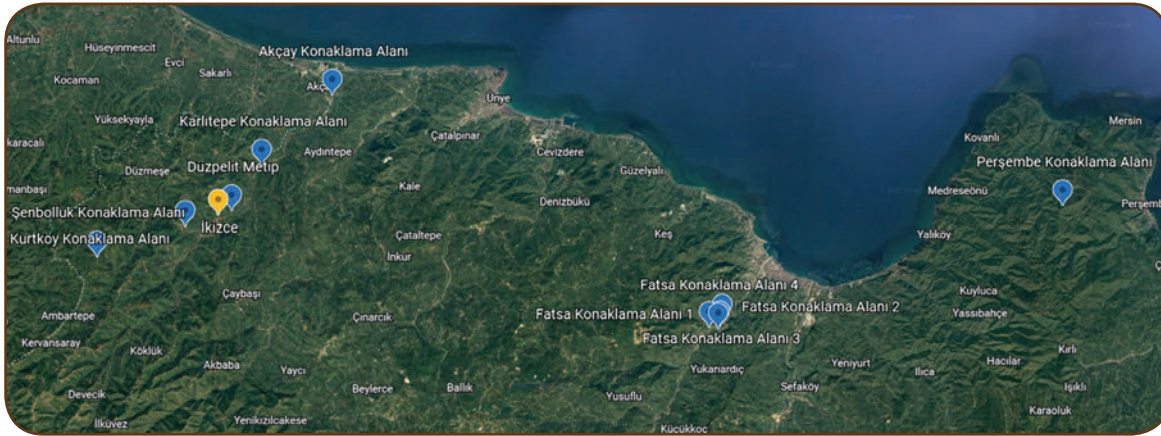 Altunlu
Hüseyinmescit
Evci
Kocaman
Sakarlı
Akçay Konaklama Alanı
Ünye
Yüksekyayla
Karlıtepe Konaklama Alanı
karacalı
Aydıntepe
Çatalpınar
Cevizdere
Güzelyalı
Düzmeşe
Düzpelit Metip
manbaşı
Kale
Denizbükü
Şenbolluk Konaklama Alanı
İkizce
Kurtköy Konaklama Alanı
Çataltepe
İnkur
Keş
Kovanlı
Mersin
Perşembe Konaklama Alanı
Medreseönü
Perşemb
Yalıköy
Çaybaşı
Ambartepe
Çınarcık
Fatsa Konaklama Alanı 4
Fatsa Konaklama Alanı 1
Fatsa Konaklama Alanı 2
Fatsa Konaklama Alanı 3
Kuyluca
Yassıbahçe
Kervansaray
Köklük
Akbaba
Yaycı
Beylerce
Ballık
Yukarıardıç
Yeniyurt
Ilıca
Hacılar
Kırlı
Işıklı
Devecik
Yusuflu
Sefaköy
Karaoluk
İlküvez
Yenikızılcakese
Küçükkoç